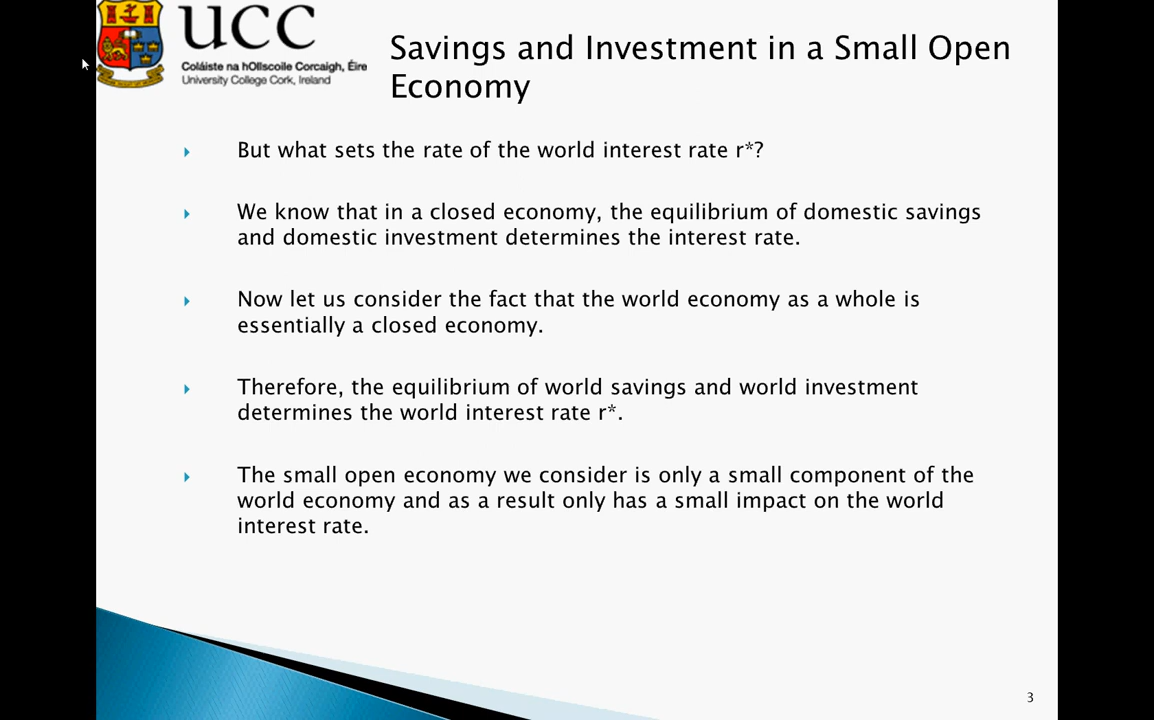 ucc
Coláiste na hOllscoile Corcaigh, Éire
University College Cork, Ireland
Savings and Investment in a Small Open
Economy
But what sets the rate of the world interest rate r*?
We know that in a closed economy, the equilibrium of domestic savings
and domestic investment determines the interest rate.
Now let us consider the fact that the world economy as a whole is
essentially a closed economy.
Therefore, the equilibrium of world savings and world investment
determines the world interest rate r*.
The small open economy we consider is only a small component of the
world economy and as a result only has a small impact on the world
interest rate.
3